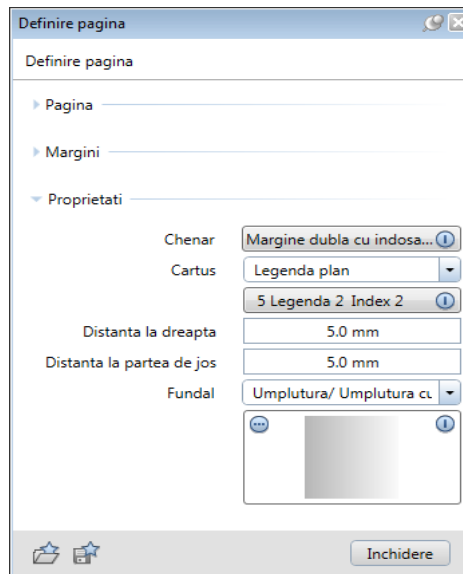 Definire pagina
Definire pagina
Pagina
Margini
Proprietati
Chenar Margine dubla cu indosa...
Cartus Legenda plan
5 Legenda 2 Index 2
Distanta la dreapta 5.0 mm
Distanta la partea de jos 5.0 mm
Fundal Umplutura/ Umplutura cu
Inchidere